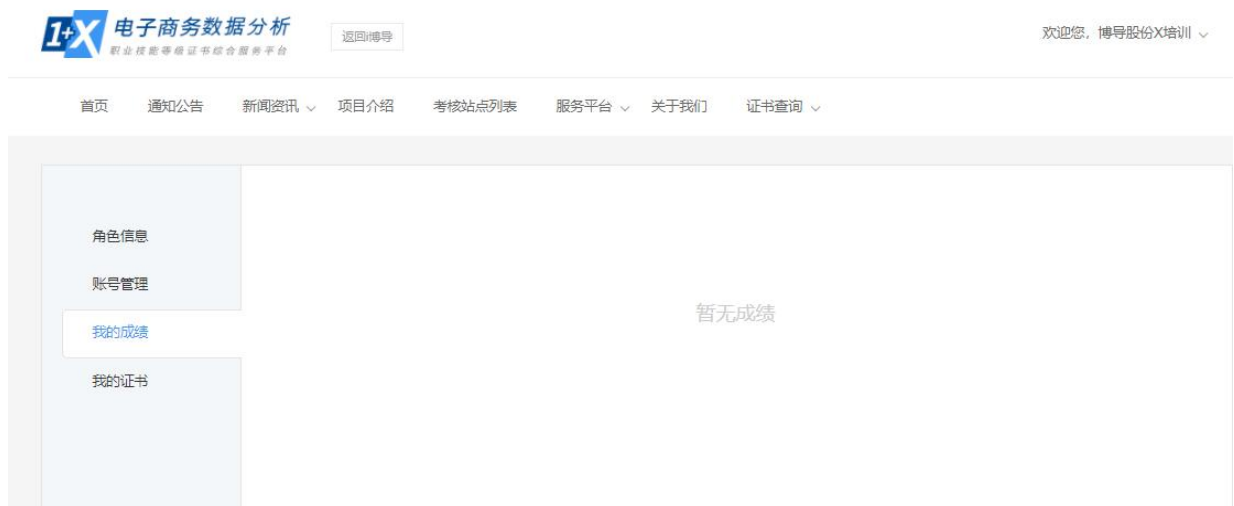 1+X 电子商务数据分析
职业技能等级证书综合服务平台
返回i博导
欢迎您，博导股份X培训
首页 通知公告 新闻资讯 项目介绍 考核站点列表 服务平台 关于我们 证书查询
角色信息
账号管理
我的成绩
我的证书
暂无成绩